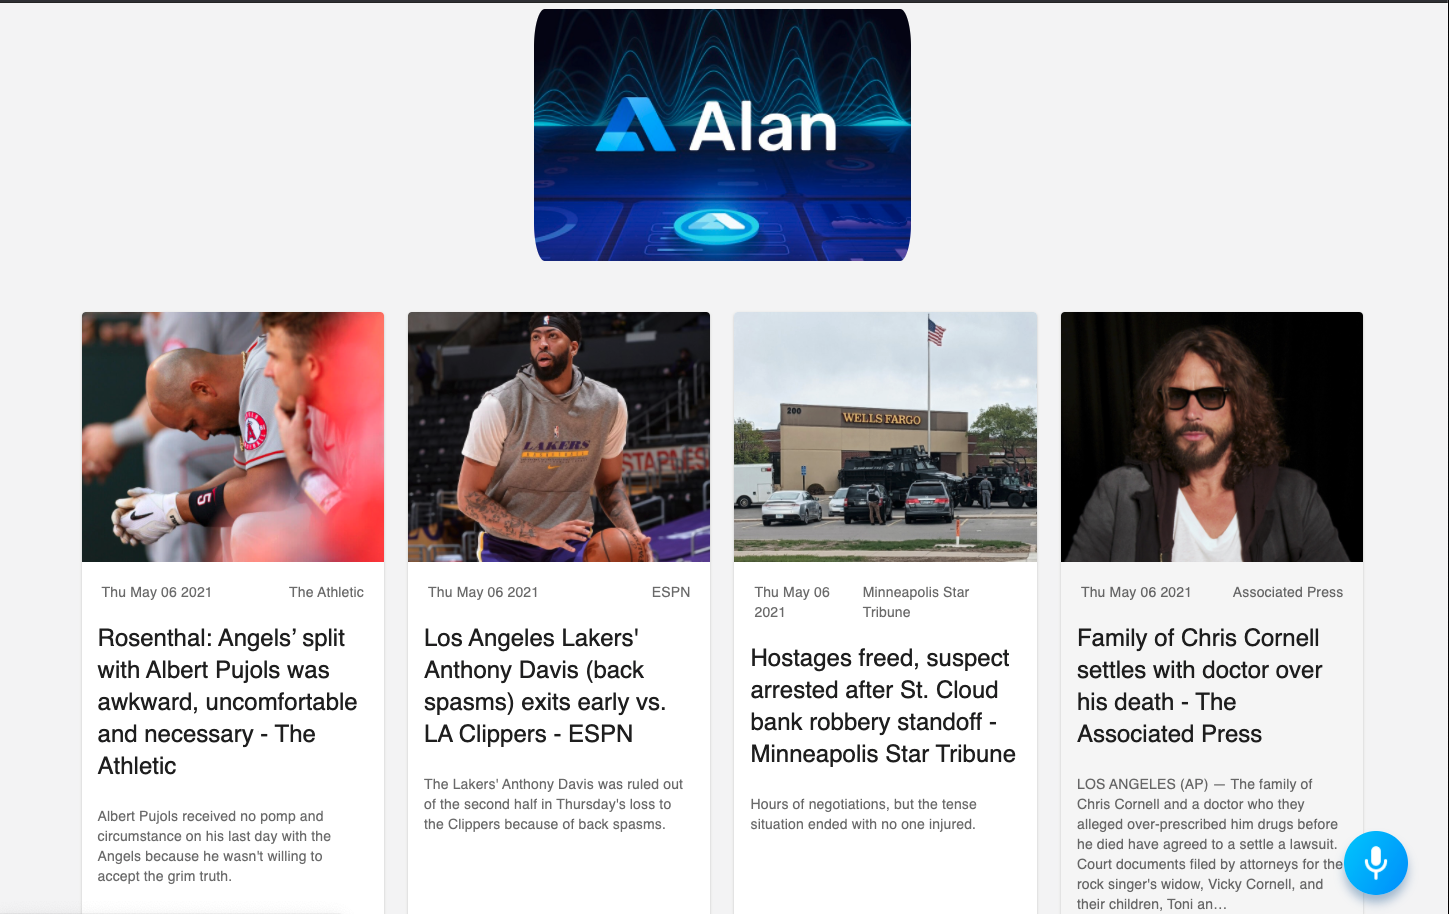 Alan
5
A
LAKERS
STAPLES
200
WELLS FARGO
Thu May 06 2021
The Athletic
Rosenthal: Angels’ split
with Albert Pujols was
awkward, uncomfortable
and necessary - The
Athletic
Albert Pujols received no pomp and
circumstance on his last day with the
Angels because he wasn't willing to
accept the grim truth.
Thu May 06 2021
ESPN
Los Angeles Lakers'
Anthony Davis (back
spasms) exits early vs.
LA Clippers - ESPN
The Lakers' Anthony Davis was ruled out
of the second half in Thursday's loss to
the Clippers because of back spasms.
Thu May 06
2021
Minneapolis Star
Tribune
Hostages freed, suspect
arrested after St. Cloud
bank robbery standoff -
Minneapolis Star Tribune
Hours of negotiations, but the tense
situation ended with no one injured.
Thu May 06 2021
Associated Press
Family of Chris Cornell
settles with doctor over
his death - The
Associated Press
LOS ANGELES (AP) — The family of
Chris Cornell and a doctor who they
alleged over-prescribed him drugs before
he died have agreed to a settle a lawsuit.
Court documents filed by attorneys for the
rock singer's widow, Vicky Cornell, and
their children, Toni an…